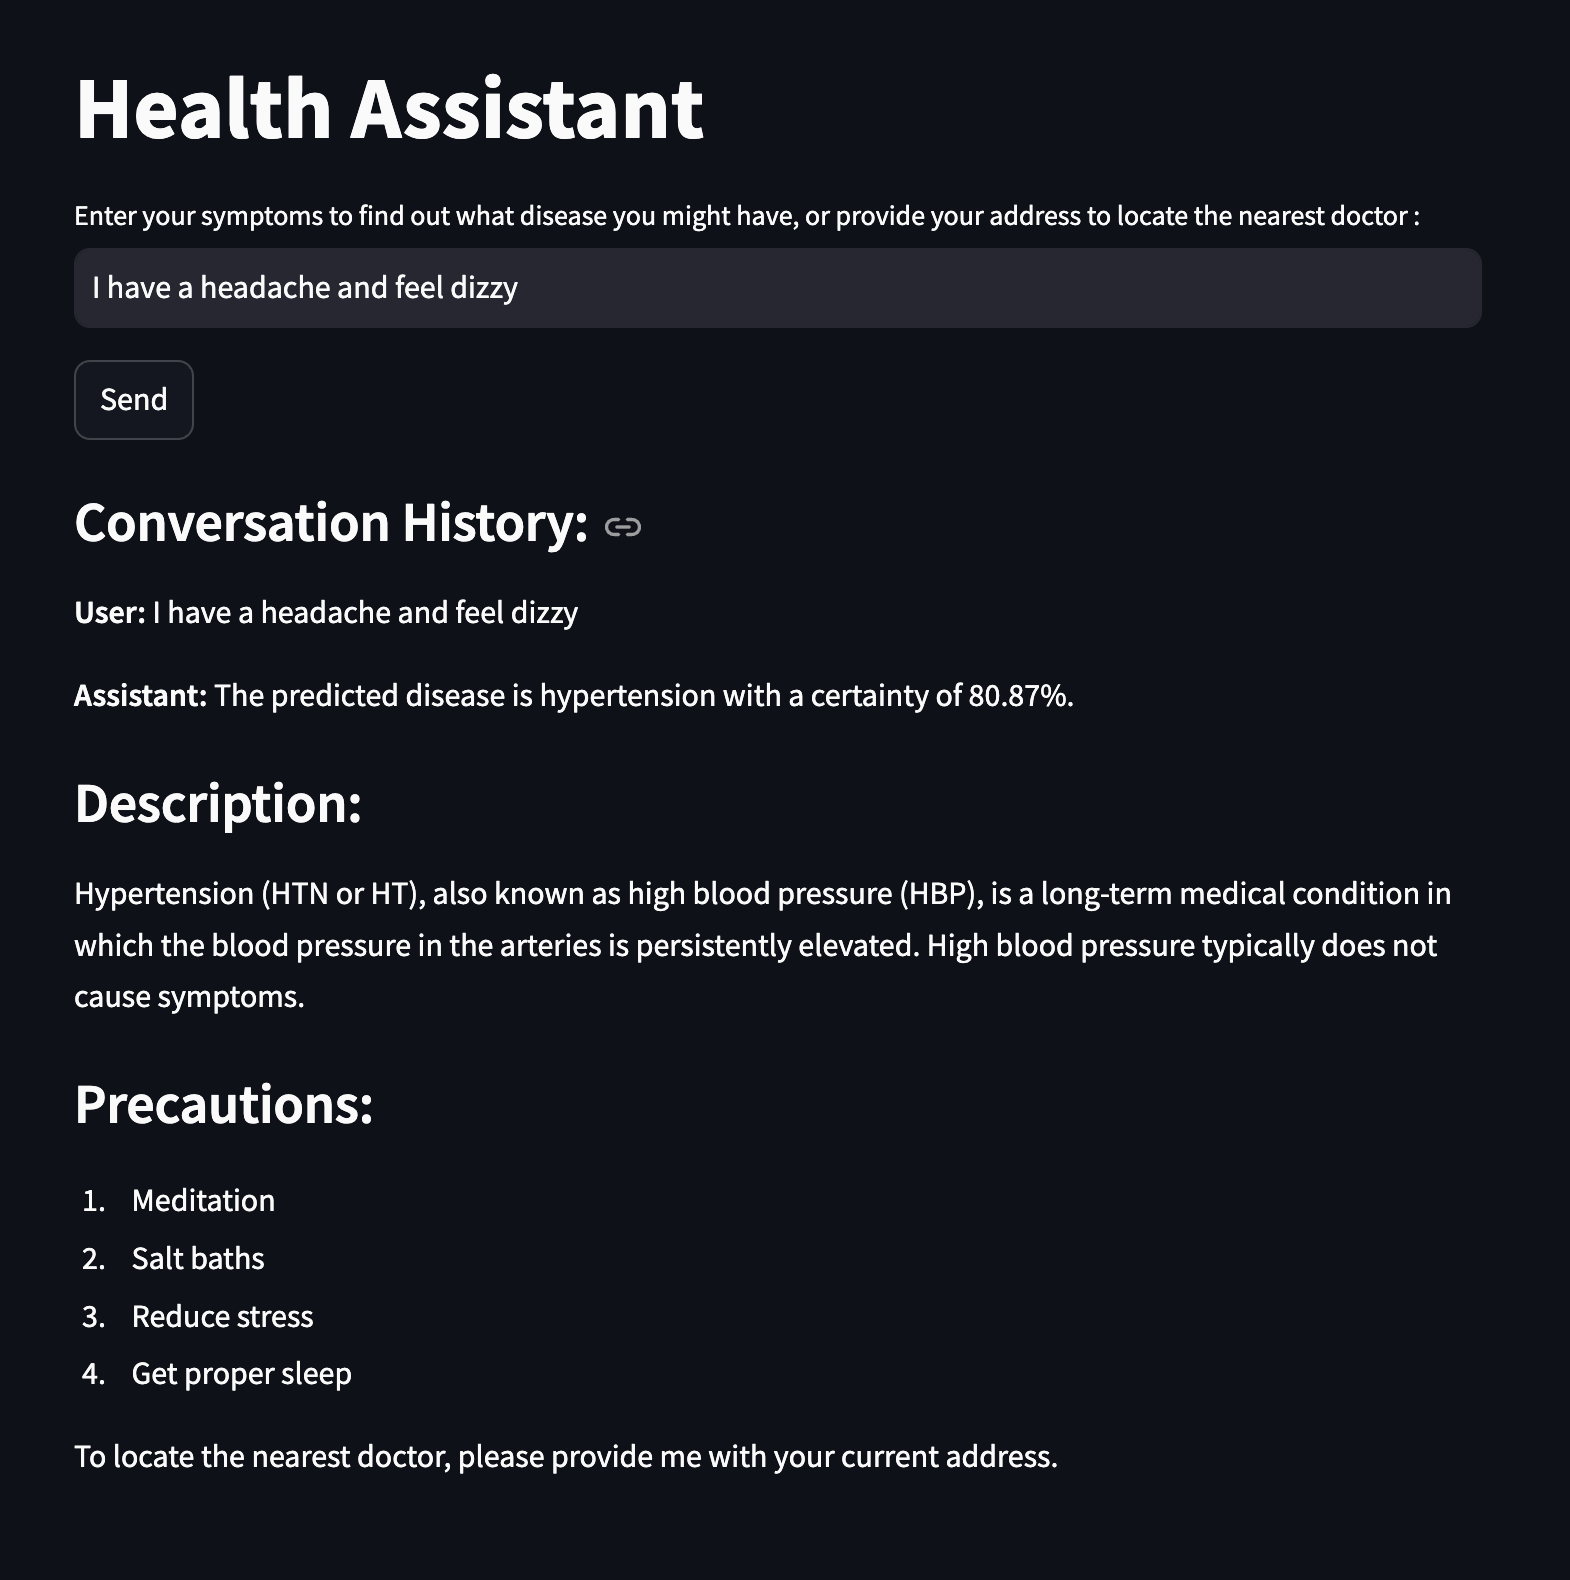 Health Assistant
Enter your symptoms to find out what disease you might have, or provide your address to locate the nearest doctor :
I have a headache and feel dizzy
Send
Conversation History:
User: I have a headache and feel dizzy
Assistant: The predicted disease is hypertension with a certainty of 80.87%.
Description:
Hypertension (HTN or HT), also known as high blood pressure (HBP), is a long-term medical condition in
which the blood pressure in the arteries is persistently elevated. High blood pressure typically does not
cause symptoms.
Precautions:
1. Meditation
2. Salt baths
3. Reduce stress
4. Get proper sleep
To locate the nearest doctor, please provide me with your current address.